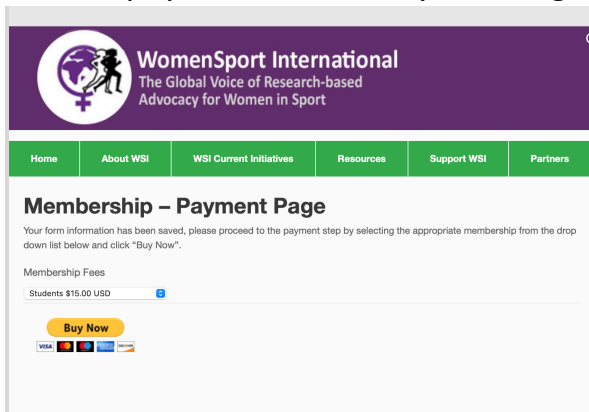 WomenSport International
The Global Voice of Research-based
Advocacy for Women in Sport
Home About WSI WSI Current Initiatives Resources Support WSI Partners
Membership – Payment Page
Your form information has been saved, please proceed to the payment step by selecting the appropriate membership from the drop
down list below and click “Buy Now”.
Membership Fees
Students $15.00 USD
Buy Now
VISA